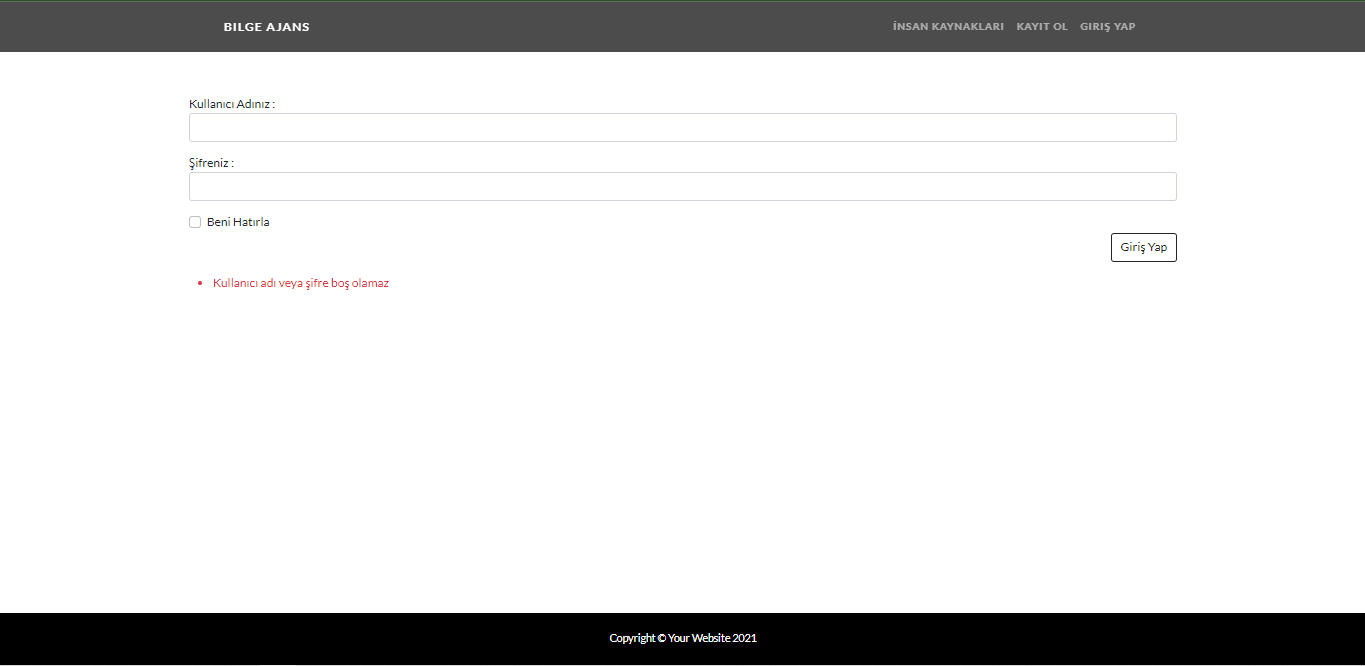 BILGE AJANS
İNSAN KAYNAKLARI KAYIT OL GIRIŞ YAP
Kullanıcı Adınız :
Şifreniz :
Beni Hatırla
Giriş Yap
Kullanıcı adı veya şifre boş olamaz
Copyright © Your Website 2021